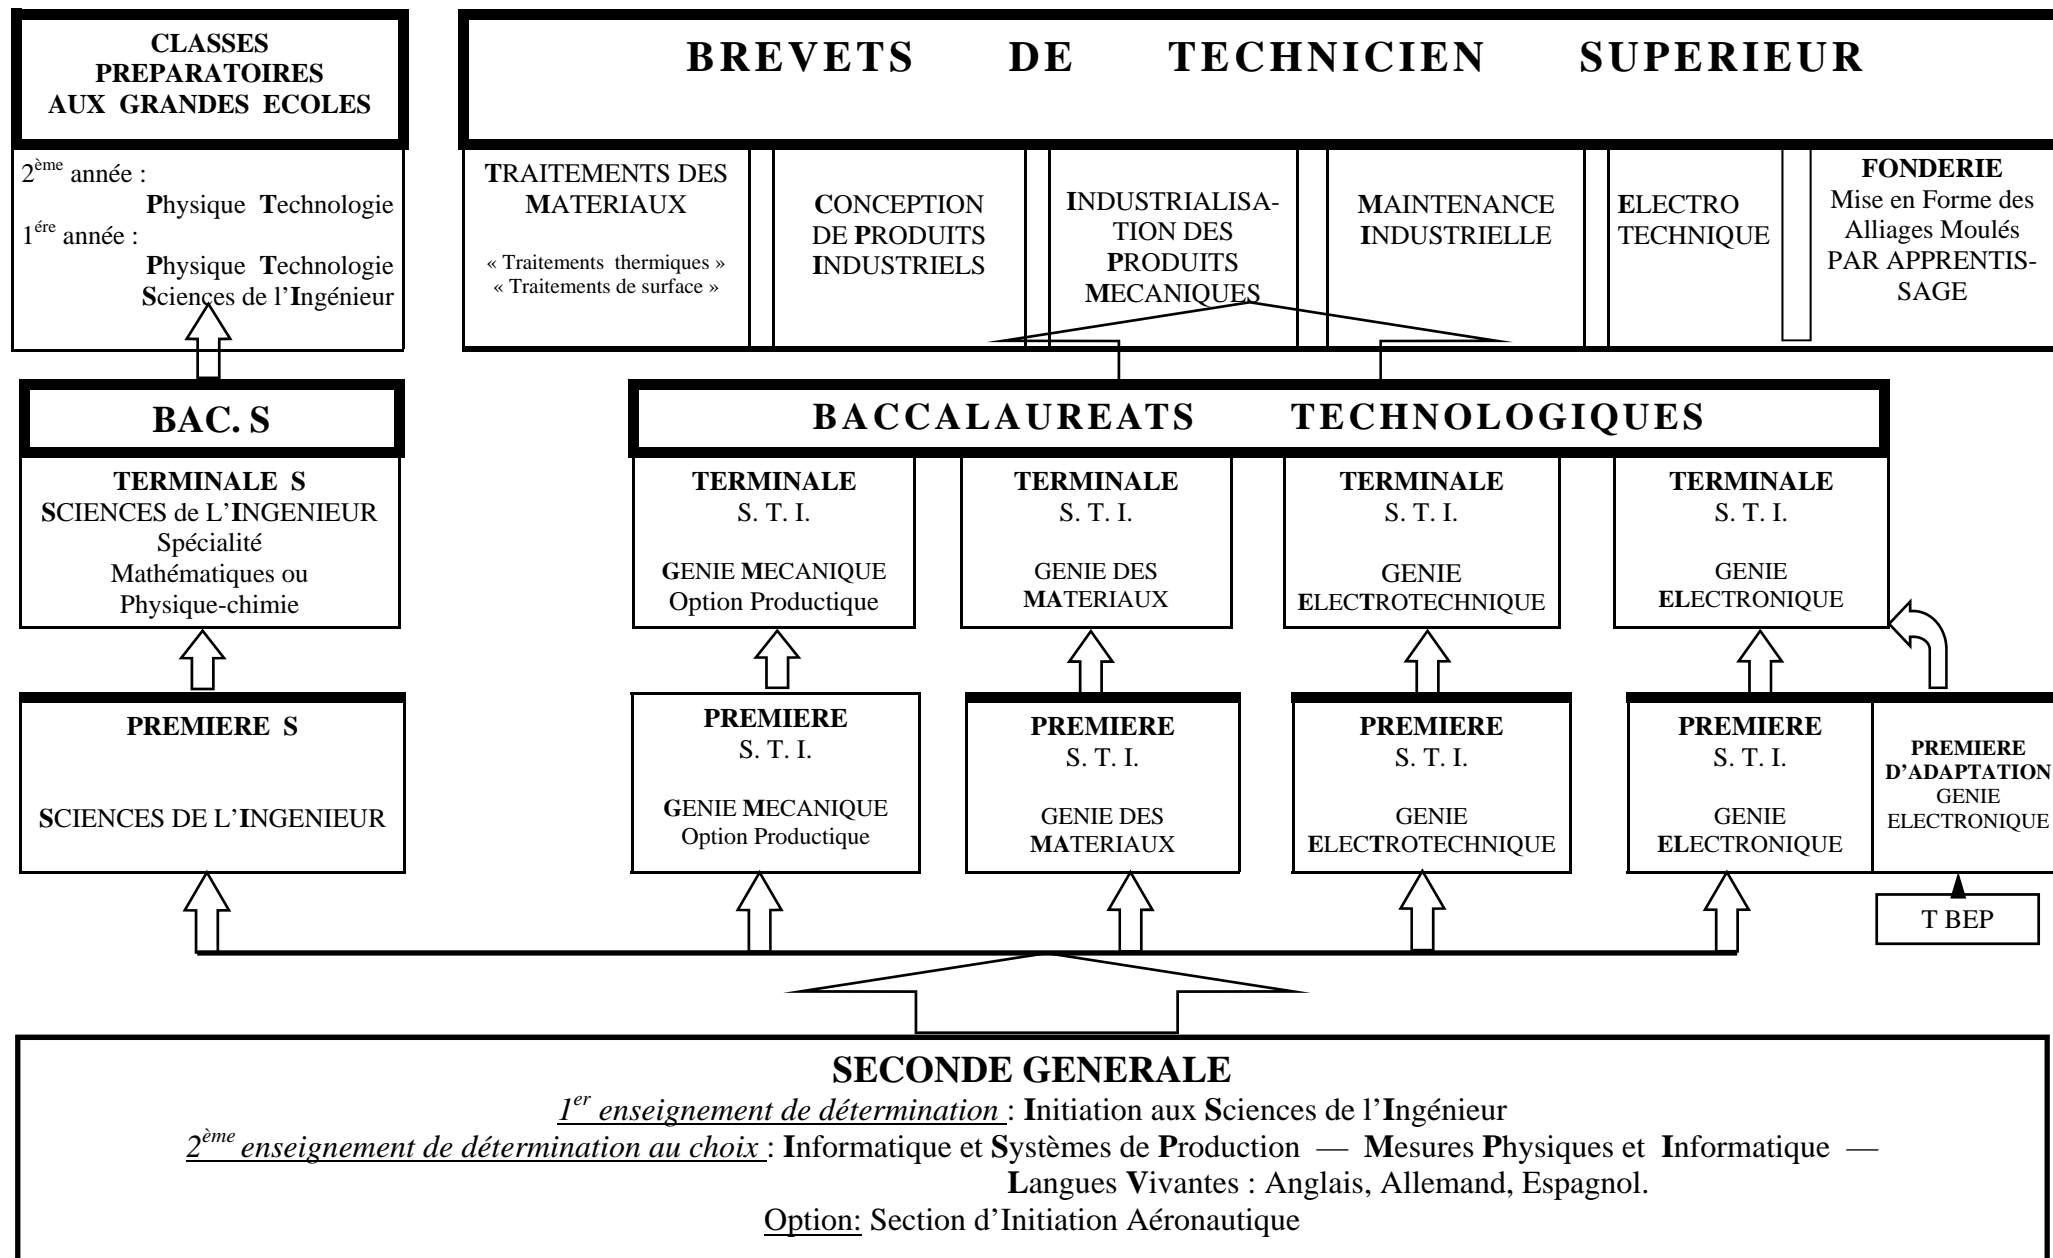 CLASSES
PREPARATOIRES
AUX GRANDES ECOLES
2ème année :
Physique Technologie
1ére année :
Physique Technologie
Sciences de l’Ingénieur
BREVETS DE TECHNICIEN SUPERIEUR
TRAITEMENTS DES
MATERIAUX
« Traitements thermiques »
« Traitements de surface »
CONCEPTION
DE PRODUITS
INDUSTRIELS
INDUSTRIALISA-
TION DES
PRODUITS
MECANIQUES
MAINTENANCE
INDUSTRIELLE
ELECTRO
TECHNIQUE
FONDERIE
Mise en Forme des
Alliages Moulés
PAR APPRENTIS-
SAGE
BAC. S
TERMINALE S
SCIENCES de L’INGENIEUR
Spécialité
Mathématiques ou
Physique-chimie
BACCALAUREATS TECHNOLOGIQUES
TERMINALE
S. T. I.
GENIE MECANIQUE
Option Productique
TERMINALE
S. T. I.
GENIE DES
MATERIAUX
TERMINALE
S. T. I.
GENIE
ELECTROTECHNIQUE
TERMINALE
S. T. I.
GENIE
ELECTRONIQUE
PREMIERE S
SCIENCES DE L’INGENIEUR
PREMIERE
S. T. I.
GENIE MECANIQUE
Option Productique
PREMIERE
S. T. I.
GENIE DES
MATERIAUX
PREMIERE
S. T. I.
GENIE
ELECTROTECHNIQUE
PREMIERE
S. T. I.
GENIE
ELECTRONIQUE
PREMIERE
D’ADAPTATION
GENIE
ELECTRONIQUE
T BEP
SECONDE GENERALE
1er enseignement de détermination : Initiation aux Sciences de l’Ingénieur
2ème enseignement de détermination au choix : Informatique et Systèmes de Production — Mesures Physiques et Informatique —
Langues Vivantes : Anglais, Allemand, Espagnol.
Option: Section d’Initiation Aéronautique